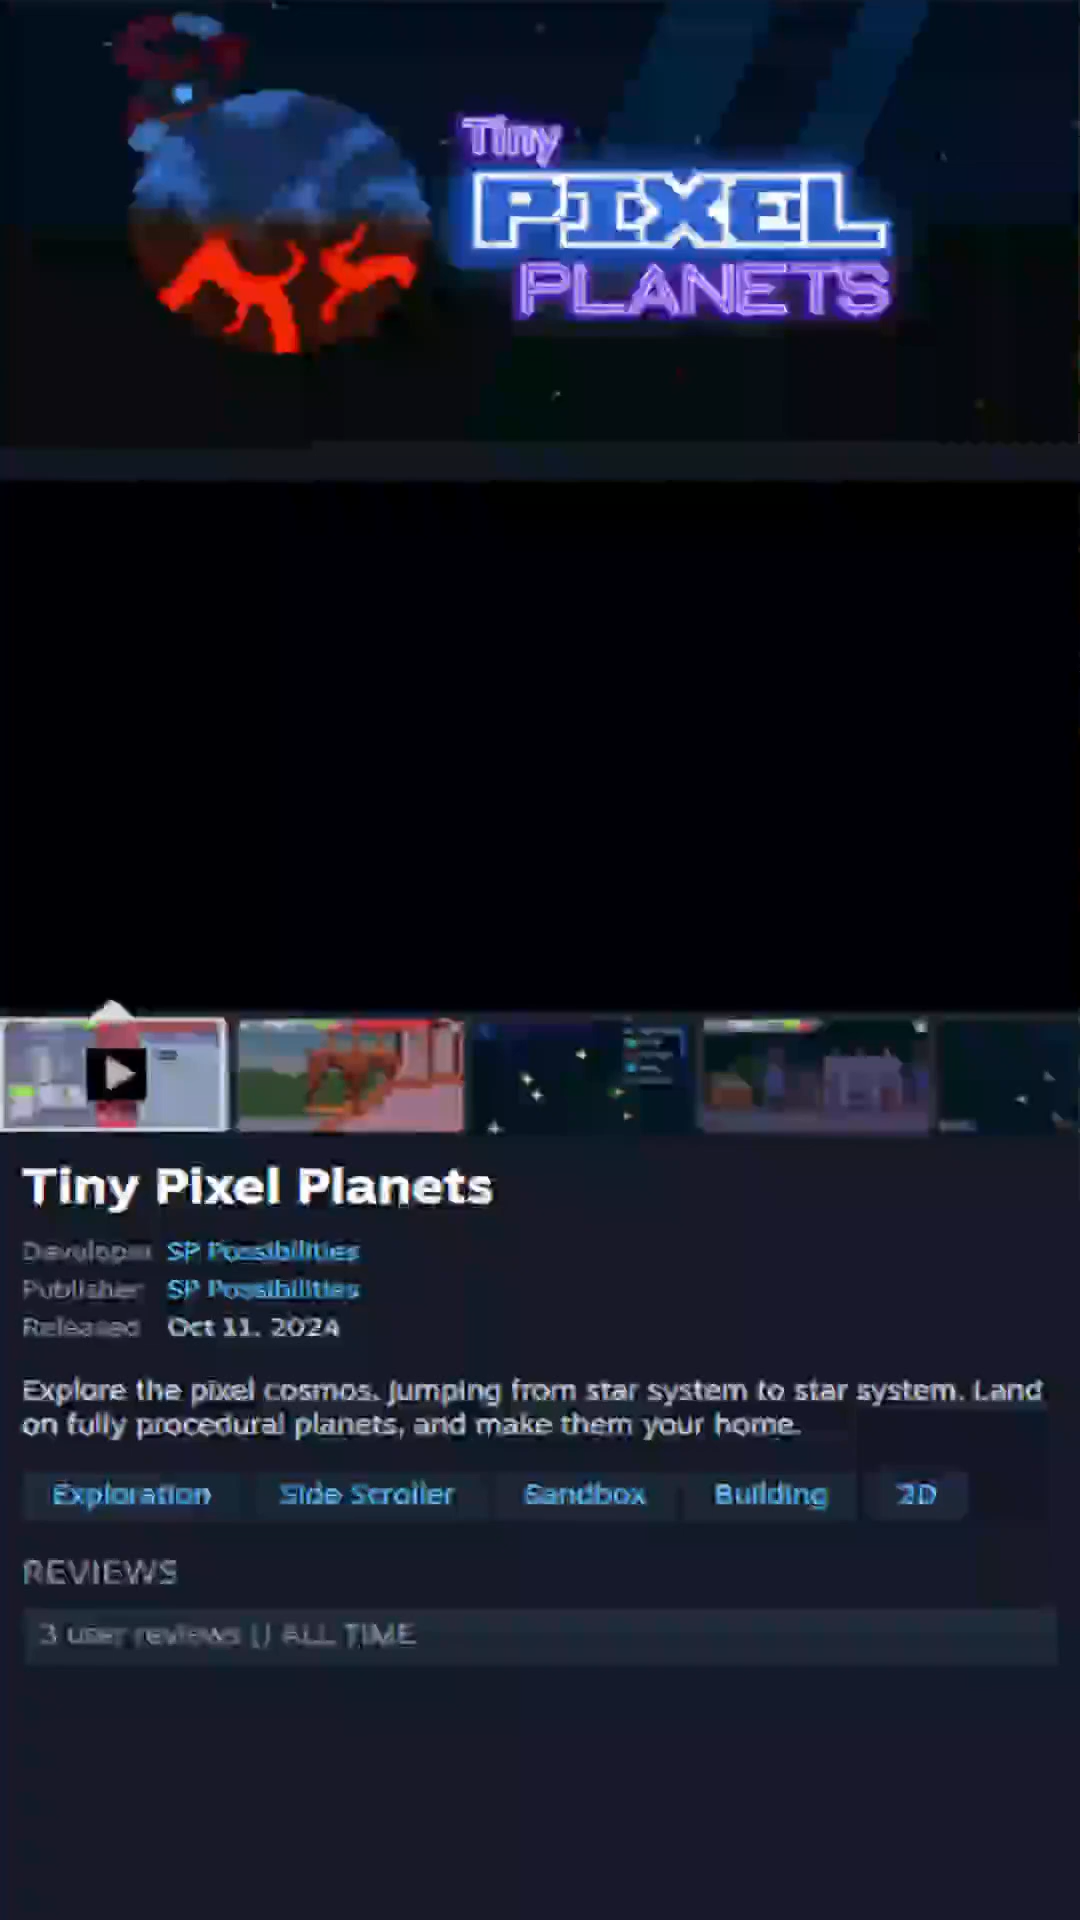 Tiny
PIXEL
PLANETS
Tiny Pixel Planets
Developer SP Possibilities
Publisher SP Possibilities
Released Oct 11, 2024
Explore the pixel cosmos. Jumping from star system to star system. Land
on fully procedural planets, and make them your home.
Exploration Side Scroller Sandbox Building 2D
REVIEWS
3 user reviews () ALL TIME